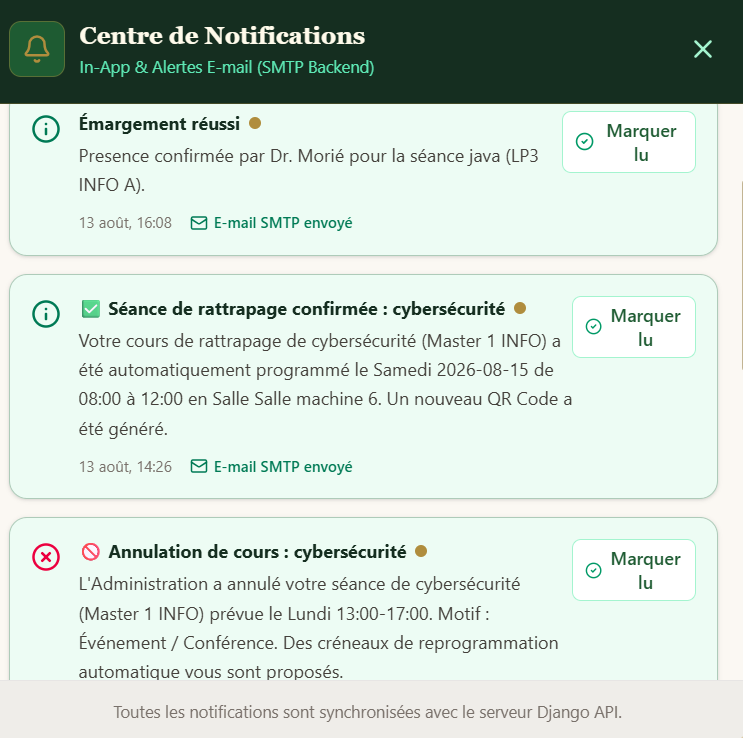 Centre de Notifications
In-App & Alertes E-mail (SMTP Backend)
Émargement réussi
Presence confirmée par Dr. Morié pour la séance java (LP3
INFO A).
13 août, 16:08 E-mail SMTP envoyé
Marquer
lu
✅ Séance de rattrapage confirmée : cybersécurité
Votre cours de rattrapage de cybersécurité (Master 1 INFO) a
été automatiquement programmé le Samedi 2026-08-15 de
08:00 à 12:00 en Salle Salle machine 6. Un nouveau QR Code a
été généré.
13 août, 14:26 E-mail SMTP envoyé
Marquer
lu
🚫 Annulation de cours : cybersécurité
L'Administration a annulé votre séance de cybersécurité
(Master 1 INFO) prévue le Lundi 13:00-17:00. Motif :
Événement / Conférence. Des créneaux de reprogrammation
automatique vous sont proposés.
Marquer
lu
Toutes les notifications sont synchronisées avec le serveur Django API.